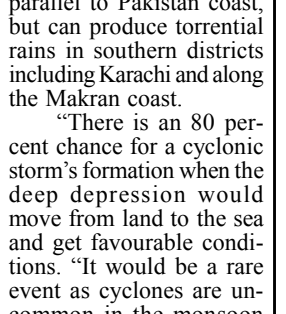 parallel to Pakistan coast,
but can produce torrential
rains in southern districts
including Karachi and along
the Makran coast.
“There is an 80 per-
cent chance for a cyclonic
storm’s formation when the
deep depression would
move from land to the sea
and get favourable condi-
tions. “It would be a rare
event as cyclones are un-
common in the monsoon